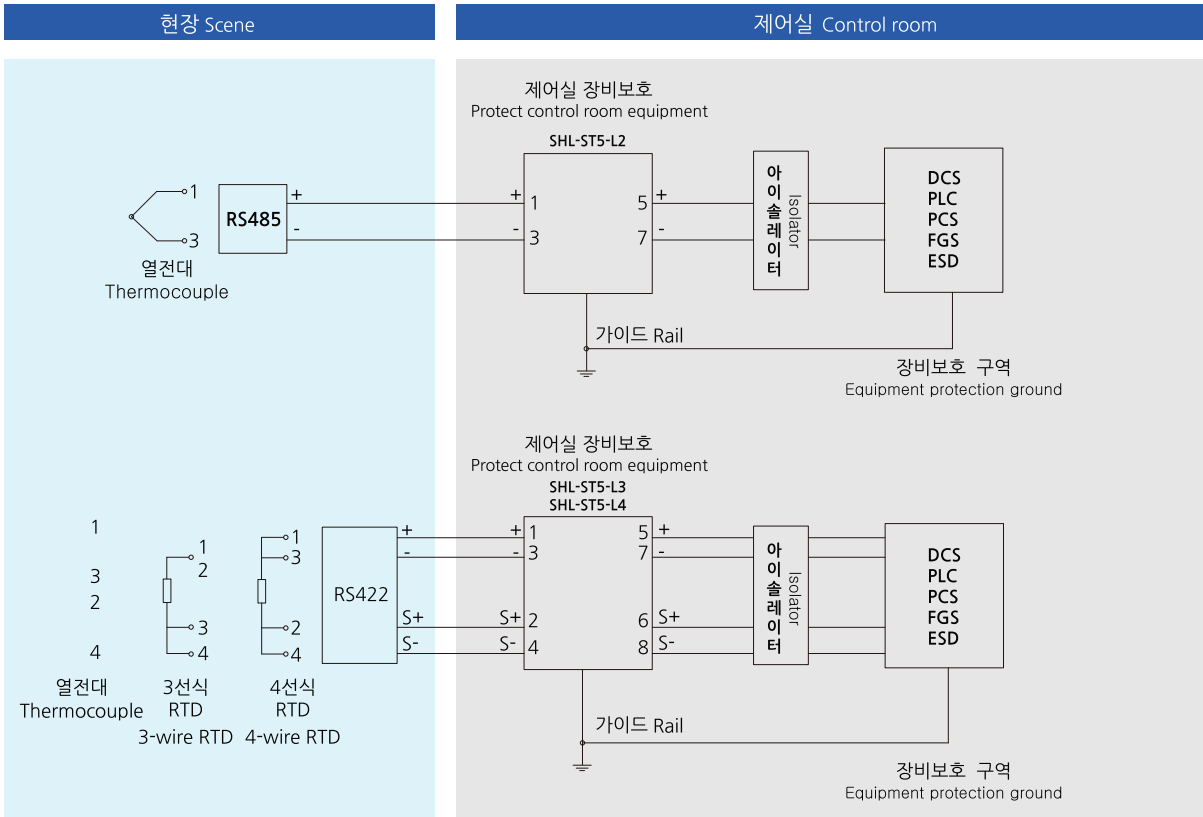 현장 Scene
제어실 Control room
제어실 장비보호
Protect control room equipment
SHL-ST5-L2
1
3
열전대
Thermocouple
RS485
+
-
+
-
1
3
5
7
+
-
아이솔레이터
Isolator
DCS
PLC
PCS
FGS
ESD
가이드 Rail
장비보호 구역
Equipment protection ground
제어실 장비보호
Protect control room equipment
SHL-ST5-L3
SHL-ST5-L4
1
3
2
4
열전대
Thermocouple
1
2
3
4
3선식
RTD
3-wire RTD
1
3
2
4
4선식
RTD
4-wire RTD
RS422
+
-
S+
S-
+
-
S+
S-
1
3
2
4
5
7
6
8
+
-
S+
S-
아이솔레이터
Isolator
DCS
PLC
PCS
FGS
ESD
가이드 Rail
장비보호 구역
Equipment protection ground